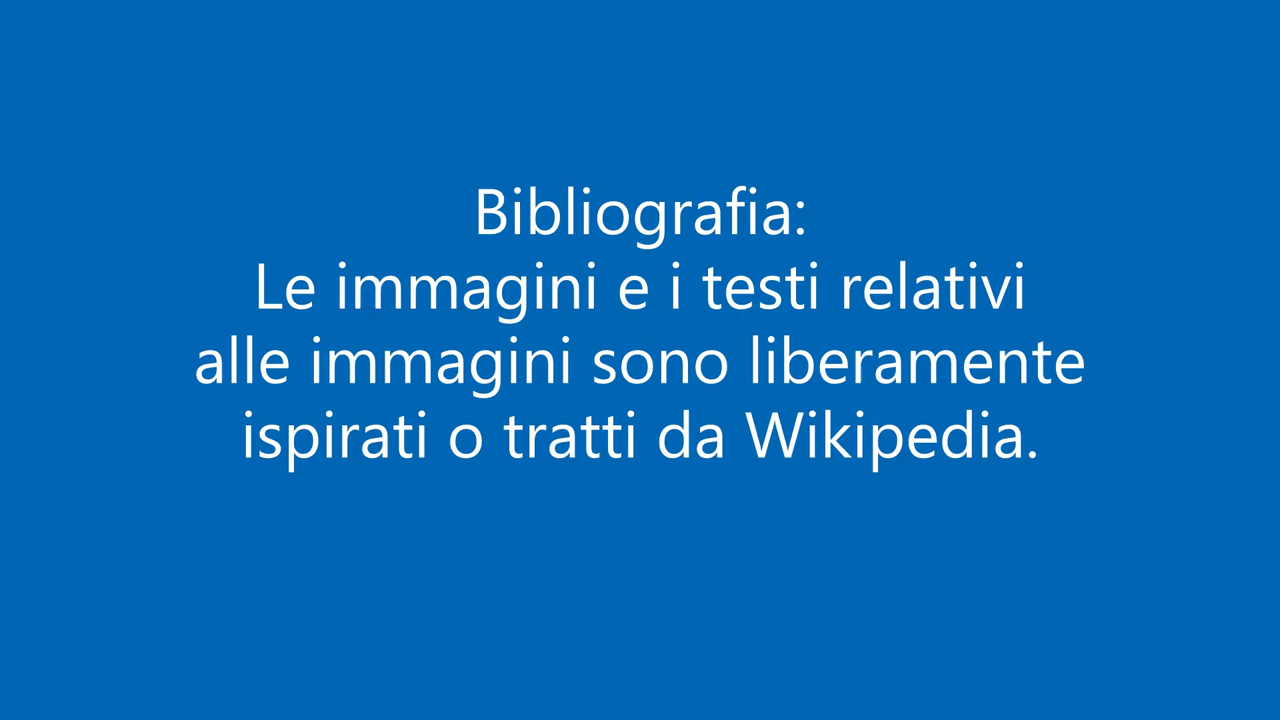 Bibliografia:
Le immagini e i testi relativi
alle immagini sono liberamente
ispirati o tratti da Wikipedia.